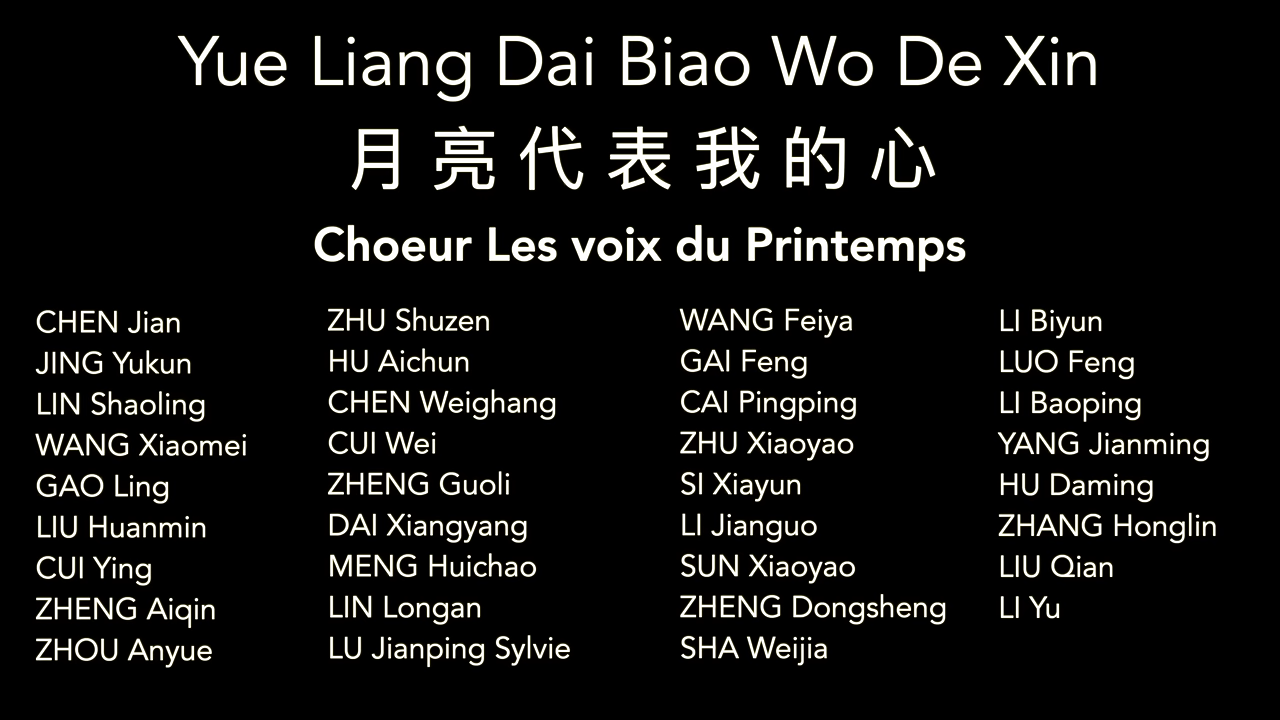 Yue Liang Dai Biao Wo De Xin
月亮代表我的心
Choeur Les voix du Printemps
CHEN Jian
JING Yukun
LIN Shaoling
WANG Xiaomei
GAO Ling
LIU Huanmin
CUI Ying
ZHENG Aiqin
ZHOU Anyue
ZHU Shuzen
HU Aichun
CHEN Weighang
CUI Wei
ZHENG Guoli
DAI Xiangyang
MENG Huichao
LIN Longan
LU Jianping Sylvie
WANG Feiya
GAI Feng
CAI Pingping
ZHU Xiaoyao
SI Xiayun
LI Jianguo
SUN Xiaoyao
ZHENG Dongsheng
SHA Weijia
LI Biyun
LUO Feng
LI Baoping
YANG Jianming
HU Daming
ZHANG Honglin
LIU Qian
LI Yu